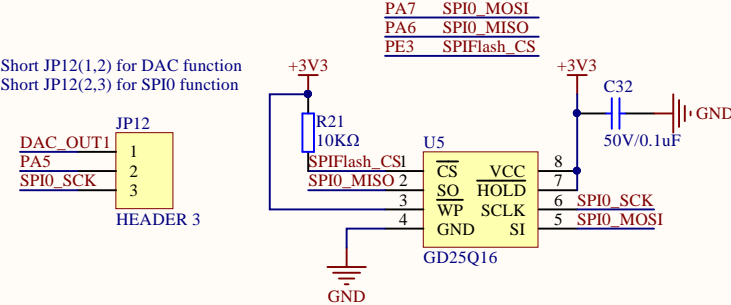 PA7 SPI0_MOSI
PA6 SPI0_MISO
PE3 SPIFlash_CS
Short JP12(1,2) for DAC function
Short JP12(2,3) for SPI0 function
+3V3
+3V3
C32
GND
50V/0.1uF
R21
10KΩ
JP12
DAC_OUT1 1
PA5 2
SPI0_SCK 3
HEADER 3
U5
SPIFlash_CS 1 CS VCC 8
SPI0_MISO 2 SO HOLD 7
3 WP SCLK 6 SPI0_SCK
4 GND SI 5 SPI0_MOSI
GD25Q16
GND